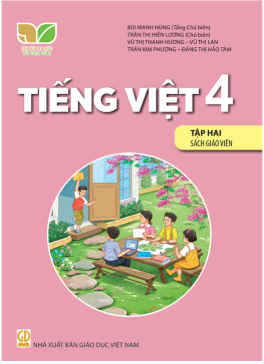 BÙI MẠNH HÙNG (Tổng Chủ biên)
TRẦN THỊ HIỀN LƯƠNG (Chủ biên)
VŨ THỊ THANH HƯƠNG – VŨ THỊ LAN
TRẦN KIM PHƯỢNG – ĐẶNG THỊ HẢO TÂM
TIẾNG VIỆT 4
TẬP HAI
SÁCH GIÁO VIÊN
NHÀ XUẤT BẢN GIÁO DỤC VIỆT NAM